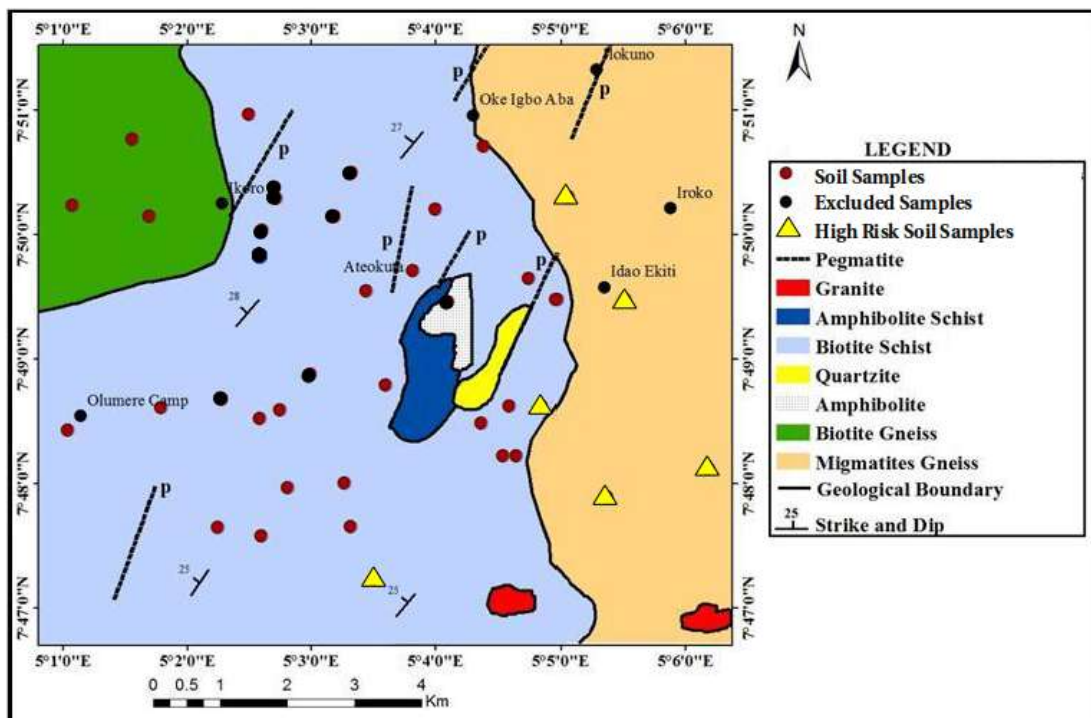 5°1'0"E 5°2'0"E 5°3'0"E 5°4'0"E 5°5'0"E 5°6'0"E
N
p
Iokuno
p
Oke Igbo Aba
7°51'0"N
7°51'0"N
27
p
LEGEND
Soil Samples
Excluded Samples
High Risk Soil Samples
Pegmatite
Granite
Amphibolite Schist
Biotite Schist
Quartzite
Amphibolite
Biotite Gneiss
Migmatites Gneiss
Geological Boundary
25 Strike and Dip
Ikoro
Iroko
7°50'0"N
7°50'0"N
p
p
Ateokuta
p
Idao Ekiti
28
7°49'0"N
7°49'0"N
Olumere Camp
7°48'0"N
7°48'0"N
p
25
25
7°47'0"N
7°47'0"N
5°1'0"E 5°2'0"E 5°3'0"E 5°4'0"E 5°5'0"E 5°6'0"E
0 0.5 1 2 3 4
Km